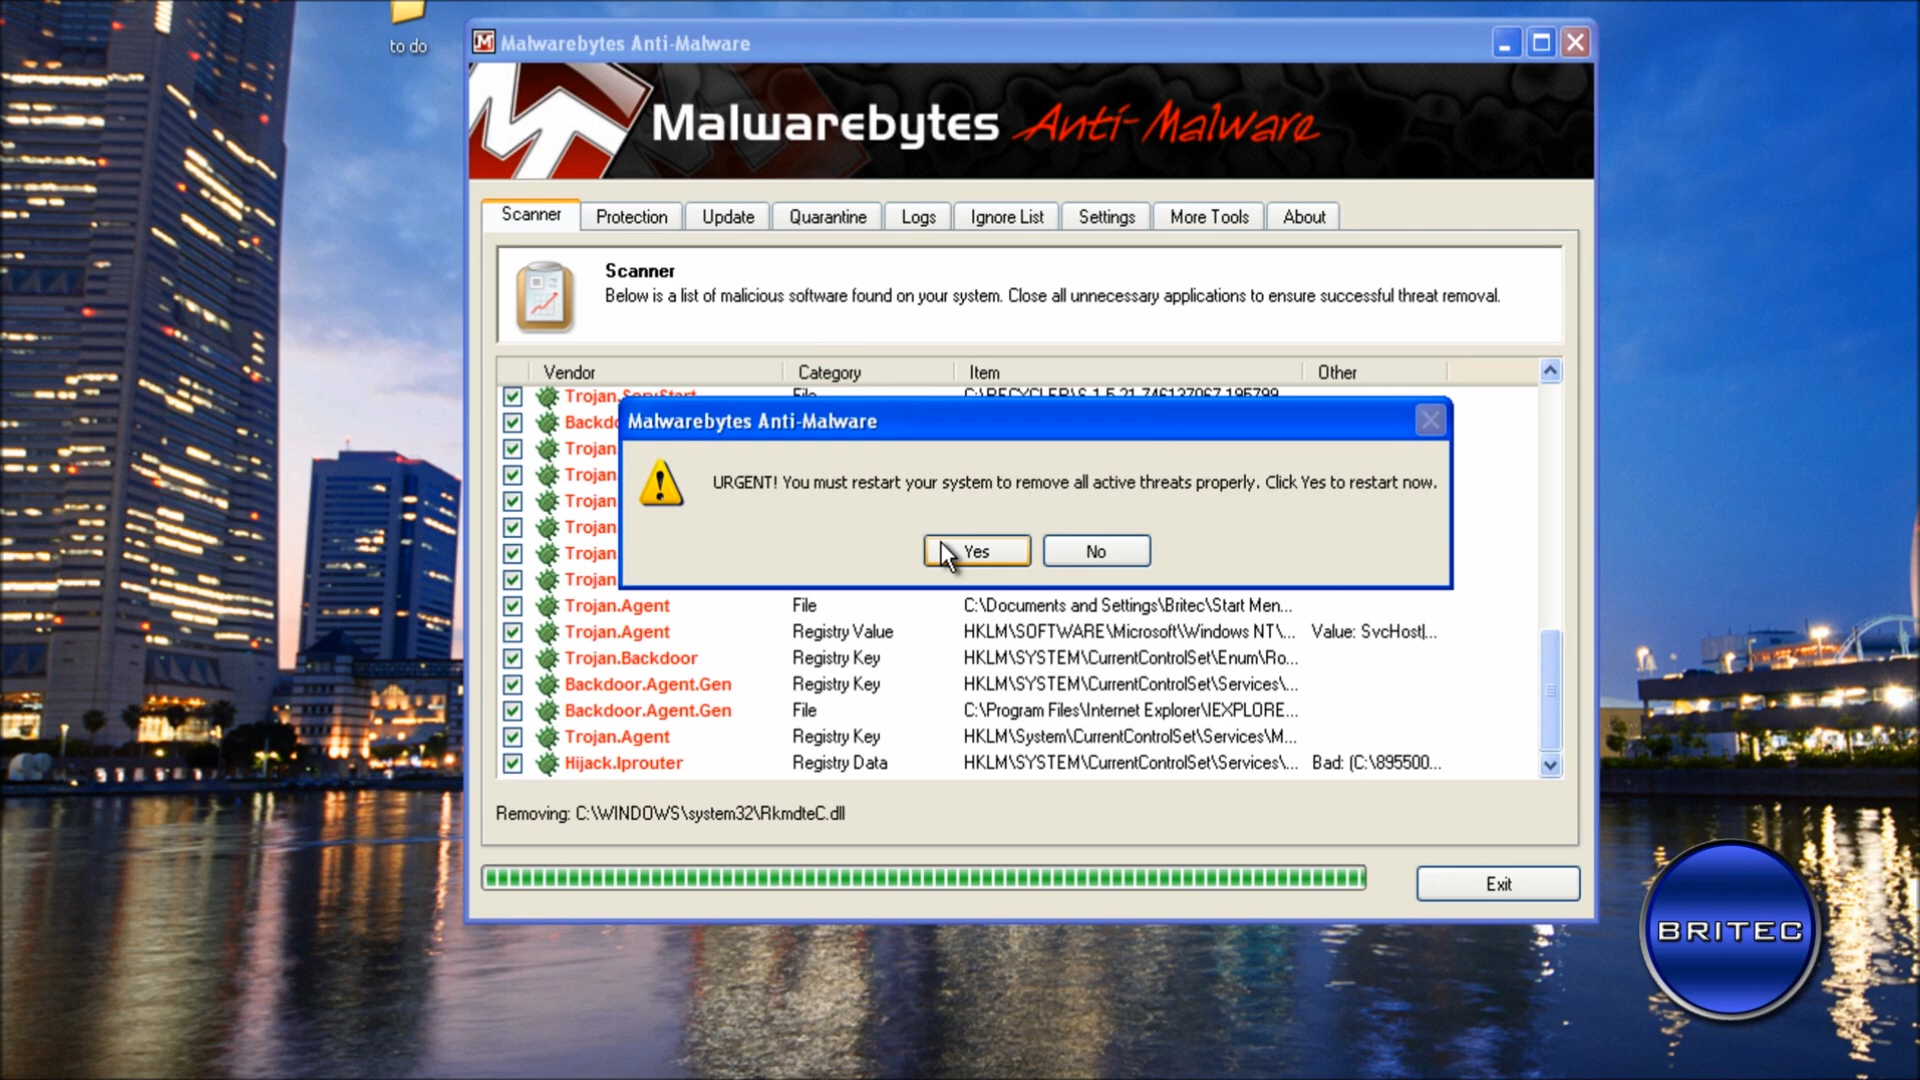 to do
Malwarebytes Anti-Malware
Malwarebytes Anti-Malware
Scanner Protection Update Quarantine Logs Ignore List Settings More Tools About
Scanner
Below is a list of malicious software found on your system. Close all unnecessary applications to ensure successful threat removal.
Vendor Category Item Other
Backdo
Malwarebytes Anti-Malware
Trojan.
Trojan.
URGENT! You must restart your system to remove all active threats properly. Click Yes to restart now.
Trojan.
Trojan.
Trojan.
Yes No
Trojan.
Trojan.Agent File C:\Documents and Settings\Britec\Start Men...
Trojan.Agent Registry Value HKLM\SOFTWARE\Microsoft\Windows NT\... Value: SvcHost|...
Trojan.Backdoor Registry Key HKLM\SYSTEM\CurrentControlSet\Enum\Ro...
Backdoor.Agent.Gen Registry Key HKLM\SYSTEM\CurrentControlSet\Services\...
Backdoor.Agent.Gen File C:\Program Files\Internet Explorer\IEXPLORE...
Trojan.Agent Registry Key HKLM\System\CurrentControlSet\Services\M...
Hijack.Iprouter Registry Data HKLM\SYSTEM\CurrentControlSet\Services\... Bad: (C:\895500...
Removing: C:\WINDOWS\system32\RkmdteC.dll
Exit
BRITEC